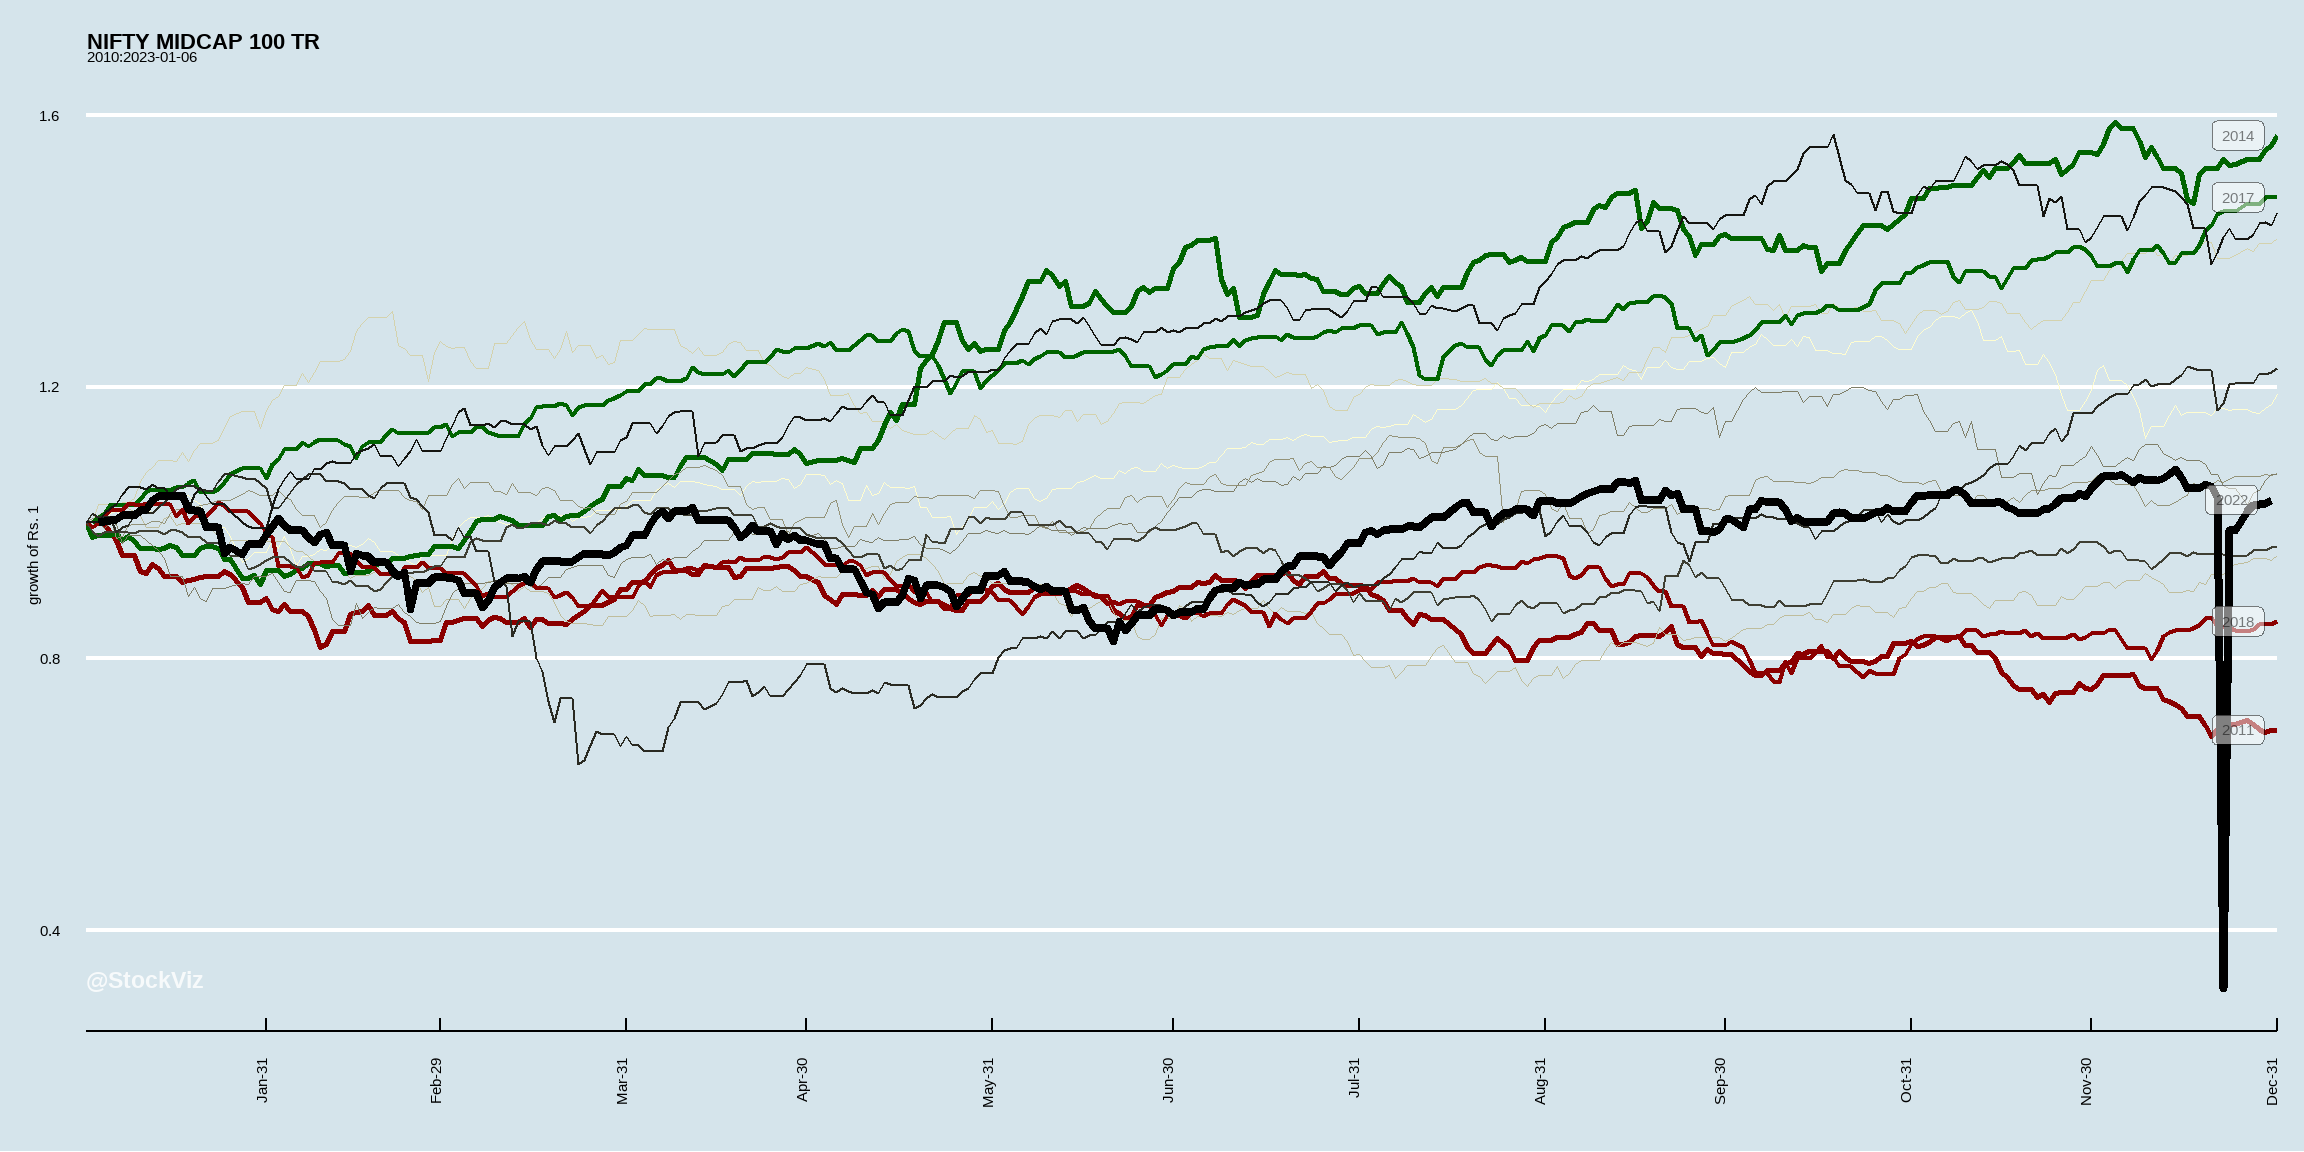 NIFTY MIDCAP 100 TR
2010:2023-01-06
1.6
1.2
0.8
0.4
growth of Rs. 1
2014
2017
2022
2018
2011
@StockViz
Jan-31
Feb-29
Mar-31
Apr-30
May-31
Jun-30
Jul-31
Aug-31
Sep-30
Oct-31
Nov-30
Dec-31